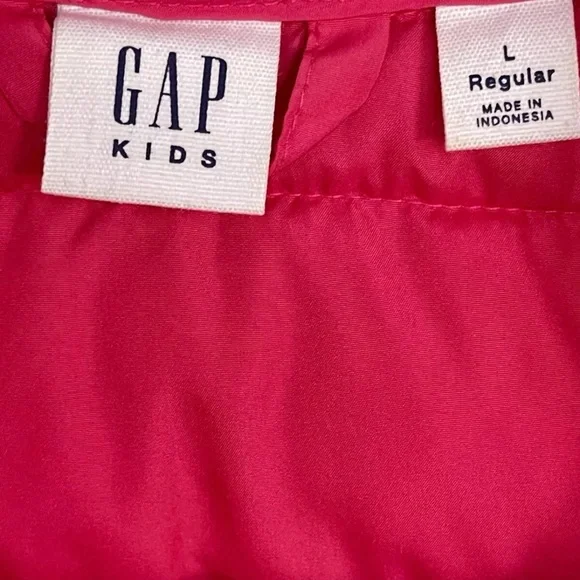 GAP
KIDS
L
Regular
MADE IN
INDONESIA